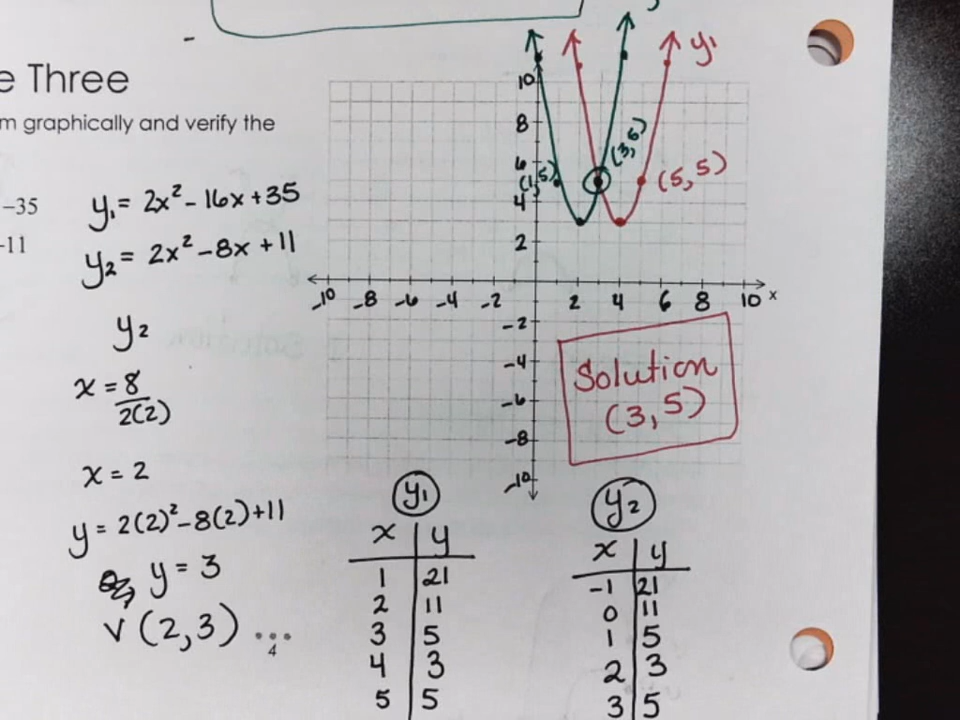 e Three
m graphically and verify the
–35
-11
y₁ = 2x² - 16x + 35
y₂ = 2x² - 8x + 11
y₂
x = 8
2(2)
x = 2
y = 2(2)² - 8(2) + 11
y = 3
V (2,3) ...
4
y₁
10
8
6
4
2
(1,5)
(3,5)
(5,5)
-10 -8 -6 -4 -2 2 4 6 8 10 x
-2
-4
-6
-8
-10
Solution
(3,5)
y₁
x y
1 21
2 11
3 5
4 3
5 5
y₂
x y
-1 21
0 11
1 5
2 3
3 5